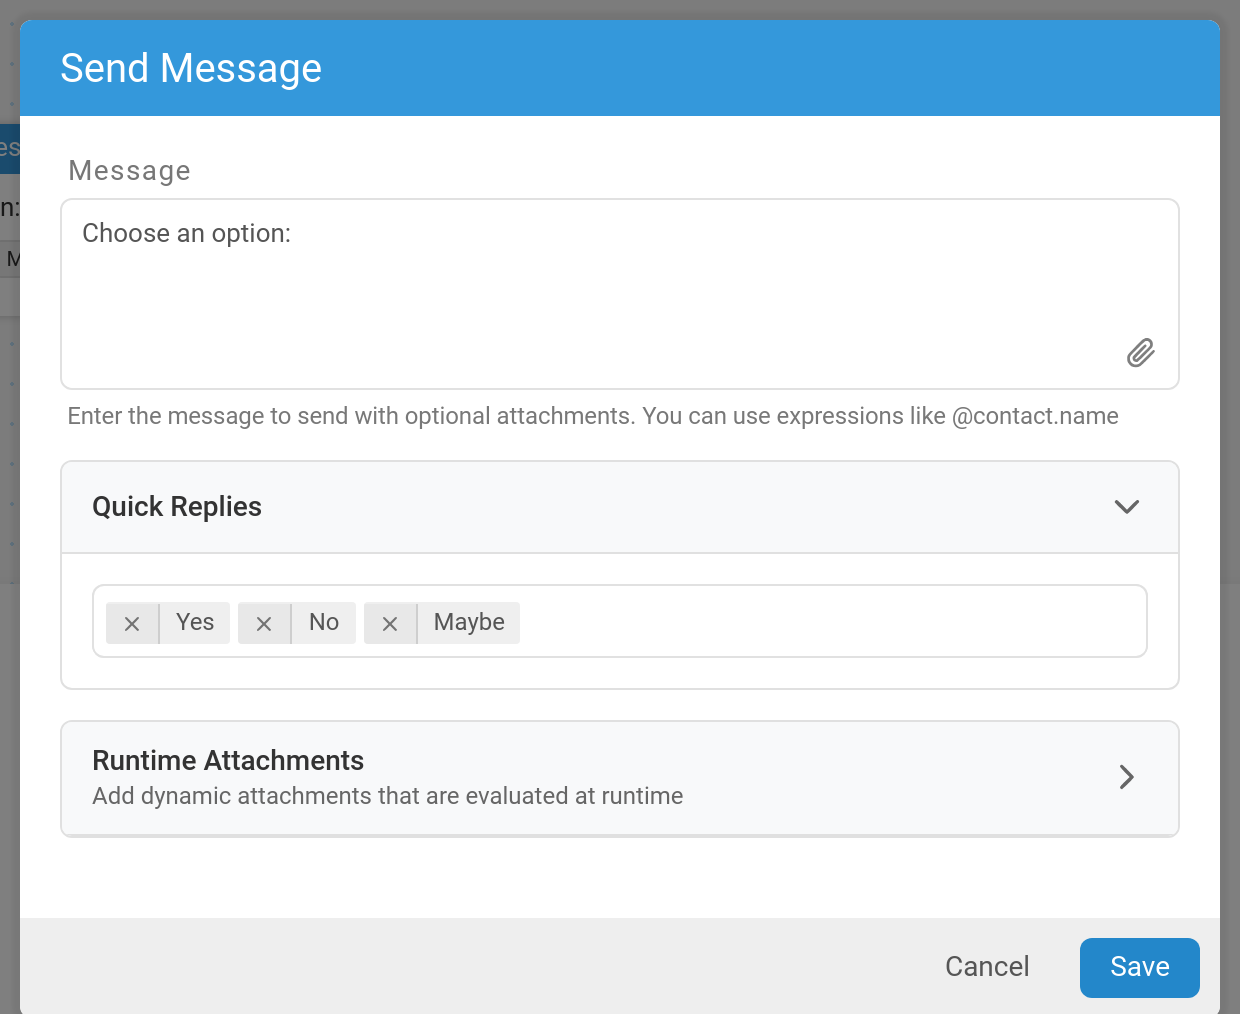 Send Message
es
Message
n:
Choose an option:
M
Enter the message to send with optional attachments. You can use expressions like @contact.name
Quick Replies
Yes No Maybe
Runtime Attachments
Add dynamic attachments that are evaluated at runtime
Cancel Save